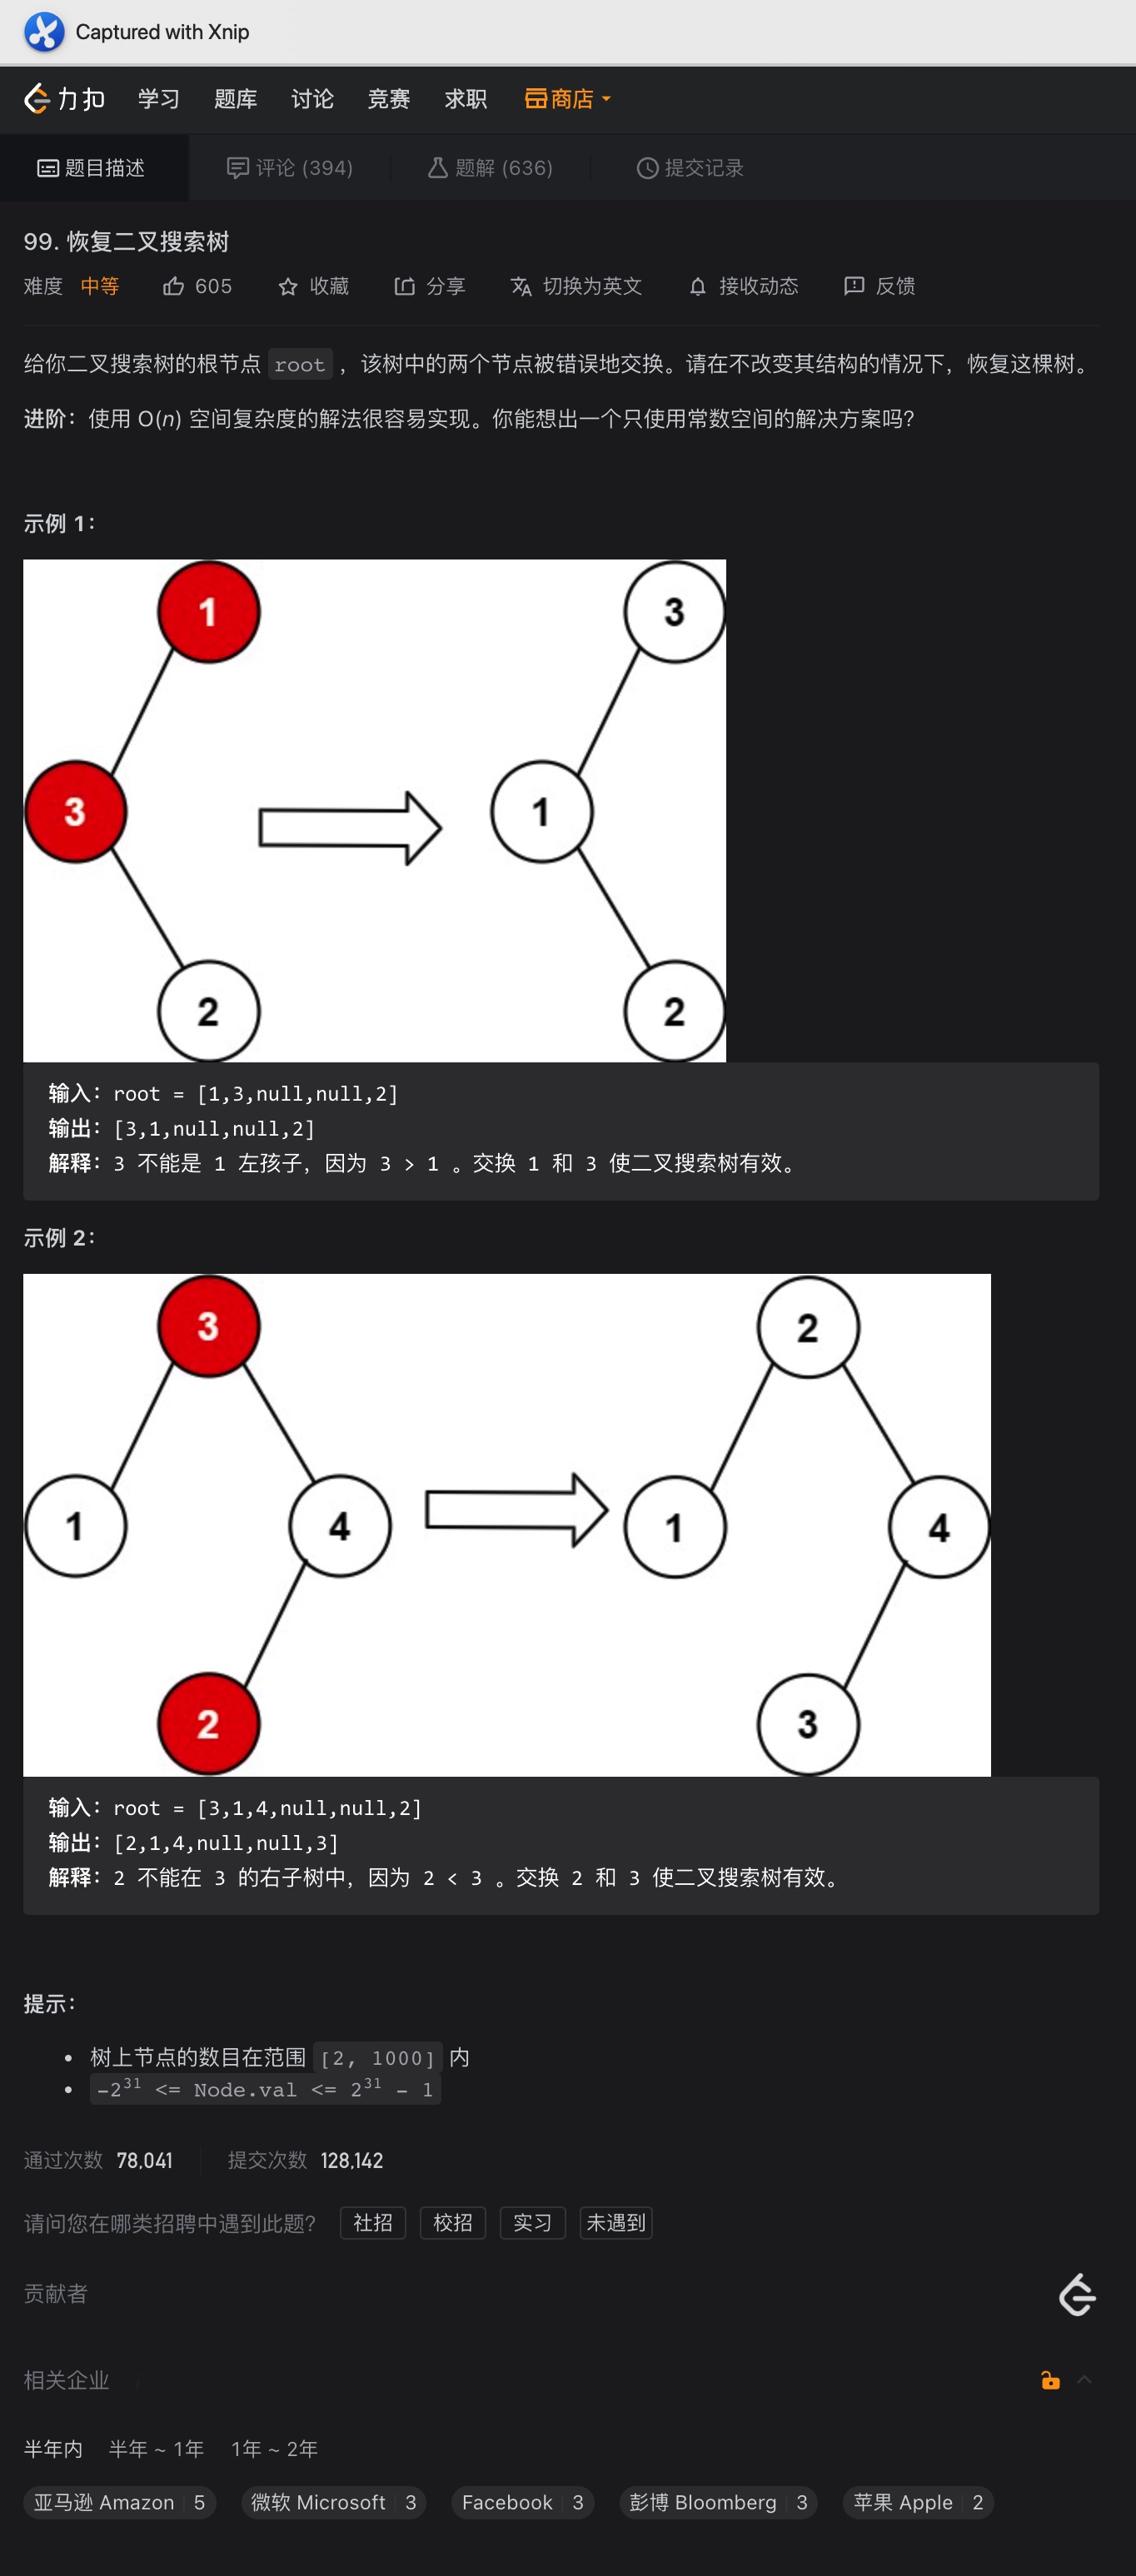 Captured with Xnip
力扣 学习 题库 讨论 竞赛 求职 商店
题目描述 评论 (394) 题解 (636) 提交记录
99. 恢复二叉搜索树
难度 中等 605 收藏 分享 切换为英文 接收动态 反馈
给你二叉搜索树的根节点 root ，该树中的两个节点被错误地交换。请在不改变其结构的情况下，恢复这棵树。
进阶：使用 O(n) 空间复杂度的解法很容易实现。你能想出一个只使用常数空间的解决方案吗？
示例 1：
1 3
3 1
2 2
输入：root = [1,3,null,null,2]
输出：[3,1,null,null,2]
解释：3 不能是 1 左孩子，因为 3 > 1 。交换 1 和 3 使二叉搜索树有效。
示例 2：
3 2
1 4 1 4
2 3
输入：root = [3,1,4,null,null,2]
输出：[2,1,4,null,null,3]
解释：2 不能在 3 的右子树中，因为 2 < 3 。交换 2 和 3 使二叉搜索树有效。
提示：
• 树上节点的数目在范围 [2, 1000] 内
• -2³¹ <= Node.val <= 2³¹ - 1
通过次数 78,041 提交次数 128,142
请问您在哪类招聘中遇到此题？ 社招 校招 实习 未遇到
贡献者
相关企业
半年内 半年 ~ 1年 1年 ~ 2年
亚马逊 Amazon 5 微软 Microsoft 3 Facebook 3 彭博 Bloomberg 3 苹果 Apple 2